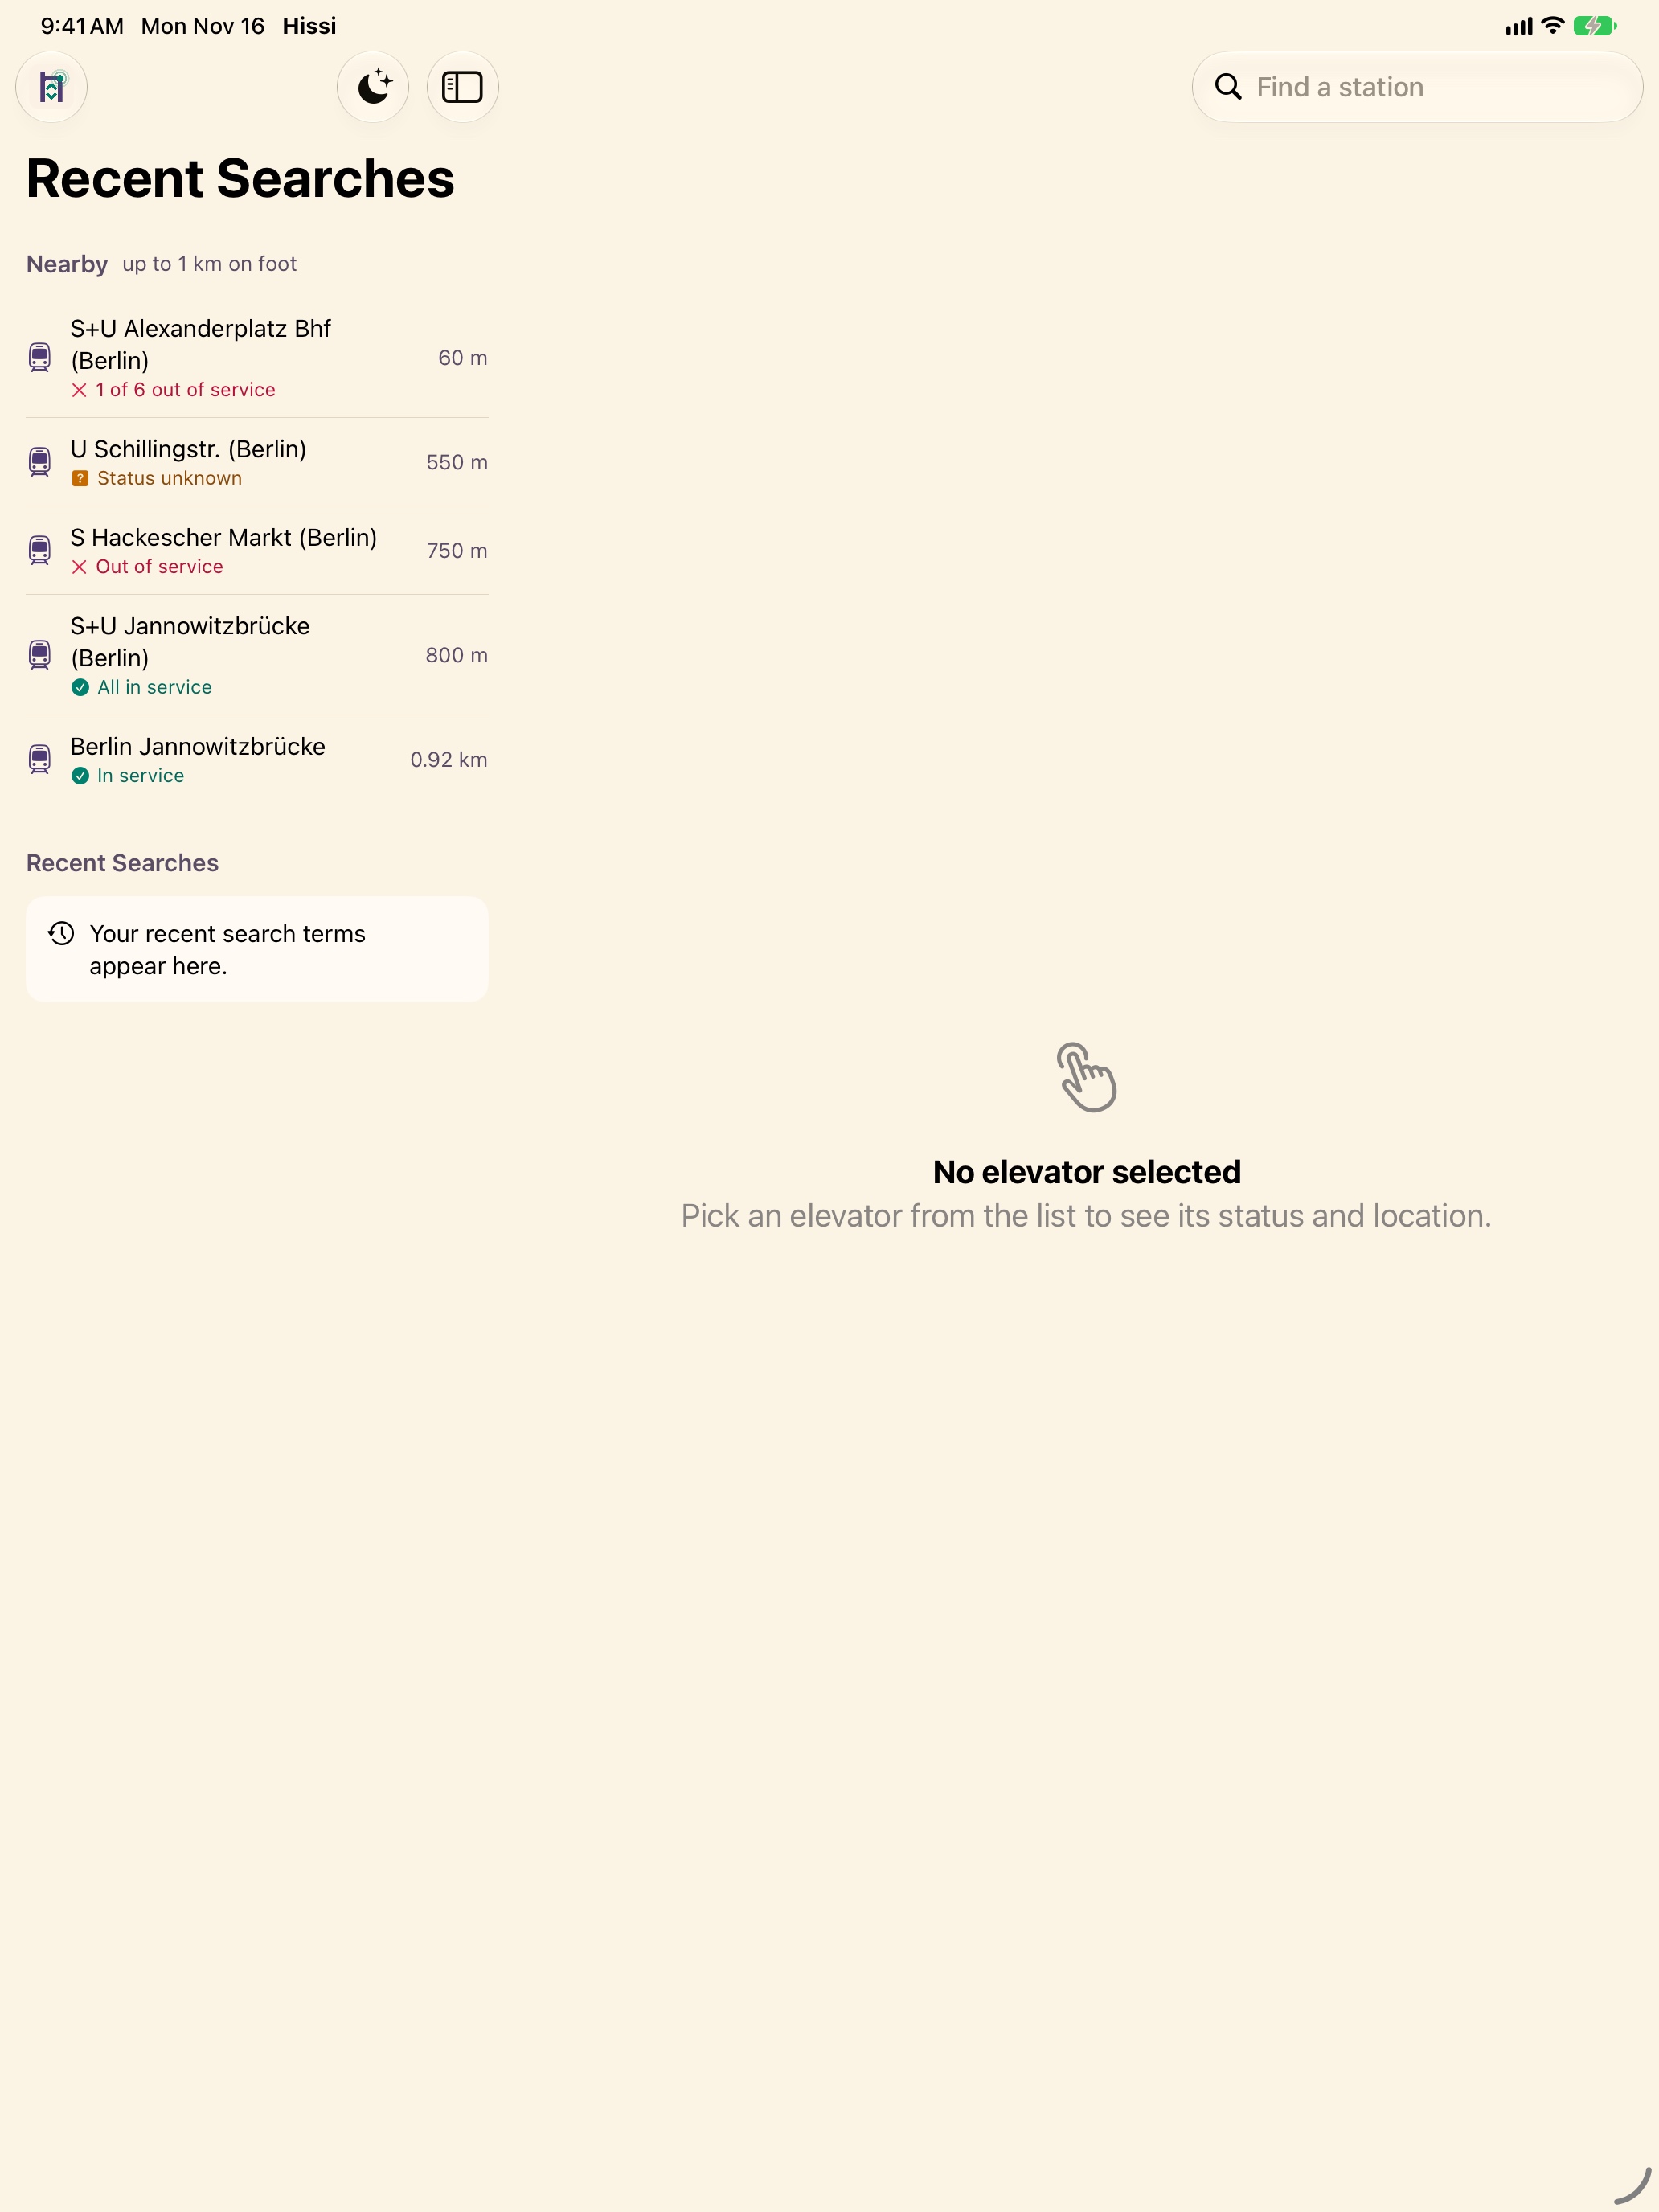 9:41 AM Mon Nov 16 Hissi
Find a station
Recent Searches
Nearby up to 1 km on foot
S+U Alexanderplatz Bhf
(Berlin)
60 m
1 of 6 out of service
U Schillingstr. (Berlin)
550 m
Status unknown
S Hackescher Markt (Berlin)
750 m
Out of service
S+U Jannowitzbrücke
(Berlin)
800 m
All in service
Berlin Jannowitzbrücke
0.92 km
In service
Recent Searches
Your recent search terms
appear here.
No elevator selected
Pick an elevator from the list to see its status and location.